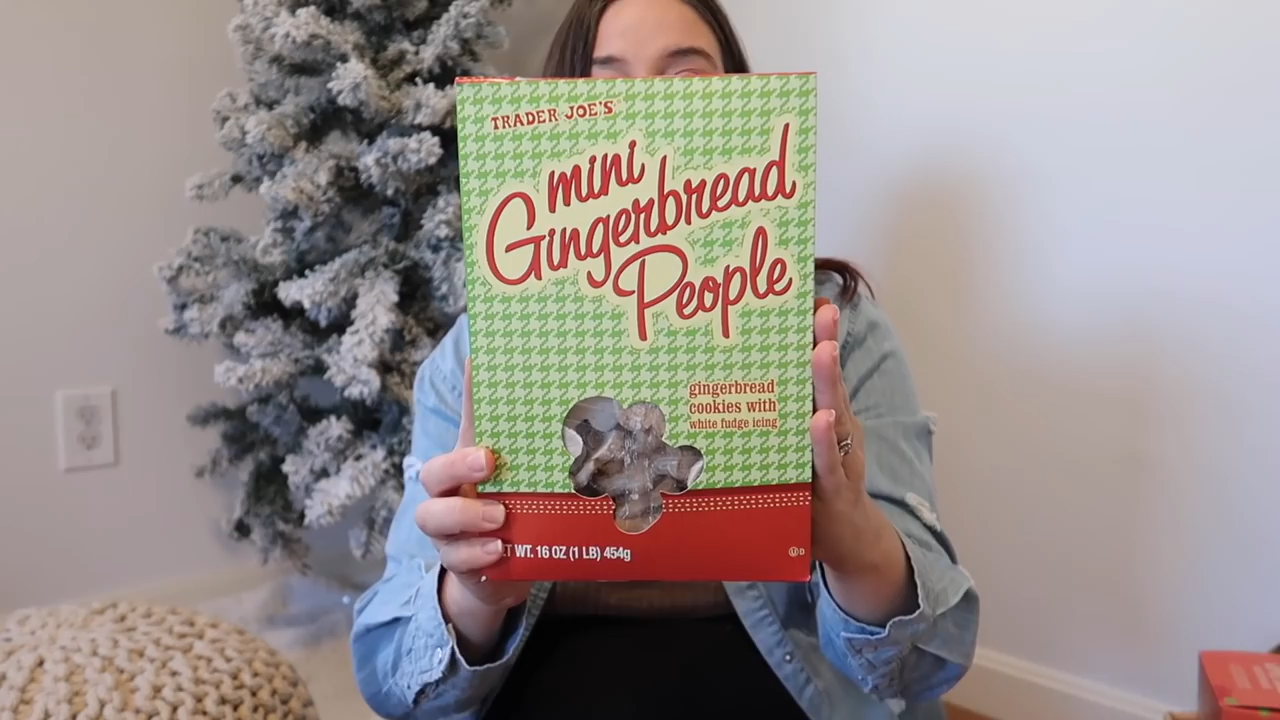 TRADER JOE'S
mini
Gingerbread
People
gingerbread
cookies with
white fudge icing
WT. 16 OZ (1 LB) 454g
U D